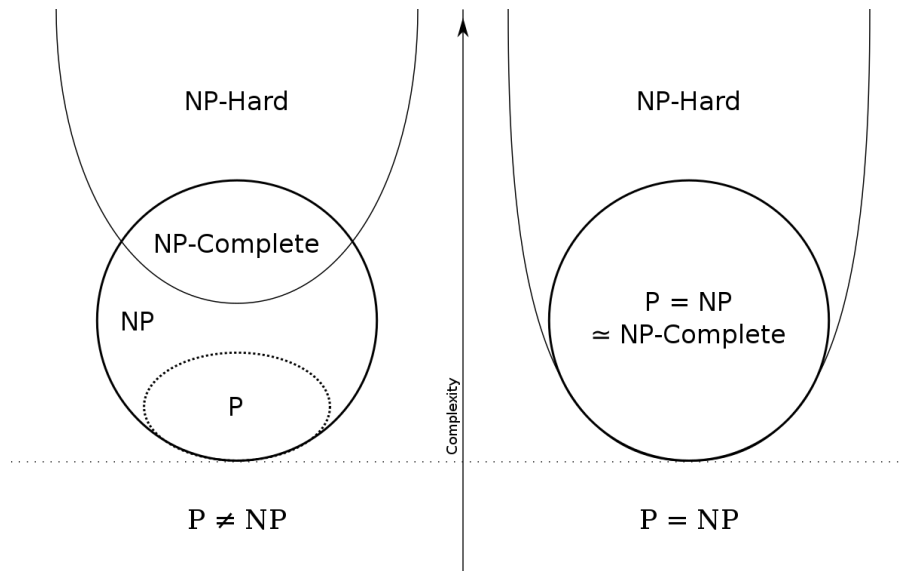 NP-Hard
NP-Complete
NP
P
P ≠ NP
Complexity
NP-Hard
P = NP
≃ NP-Complete
P = NP